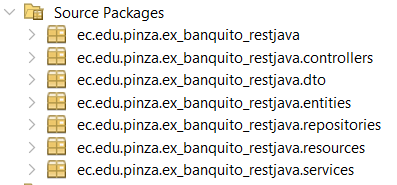 Source Packages
ec.edu.pinza.ex_banquito_restjava
ec.edu.pinza.ex_banquito_restjava.controllers
ec.edu.pinza.ex_banquito_restjava.dto
ec.edu.pinza.ex_banquito_restjava.entities
ec.edu.pinza.ex_banquito_restjava.repositories
ec.edu.pinza.ex_banquito_restjava.resources
ec.edu.pinza.ex_banquito_restjava.services